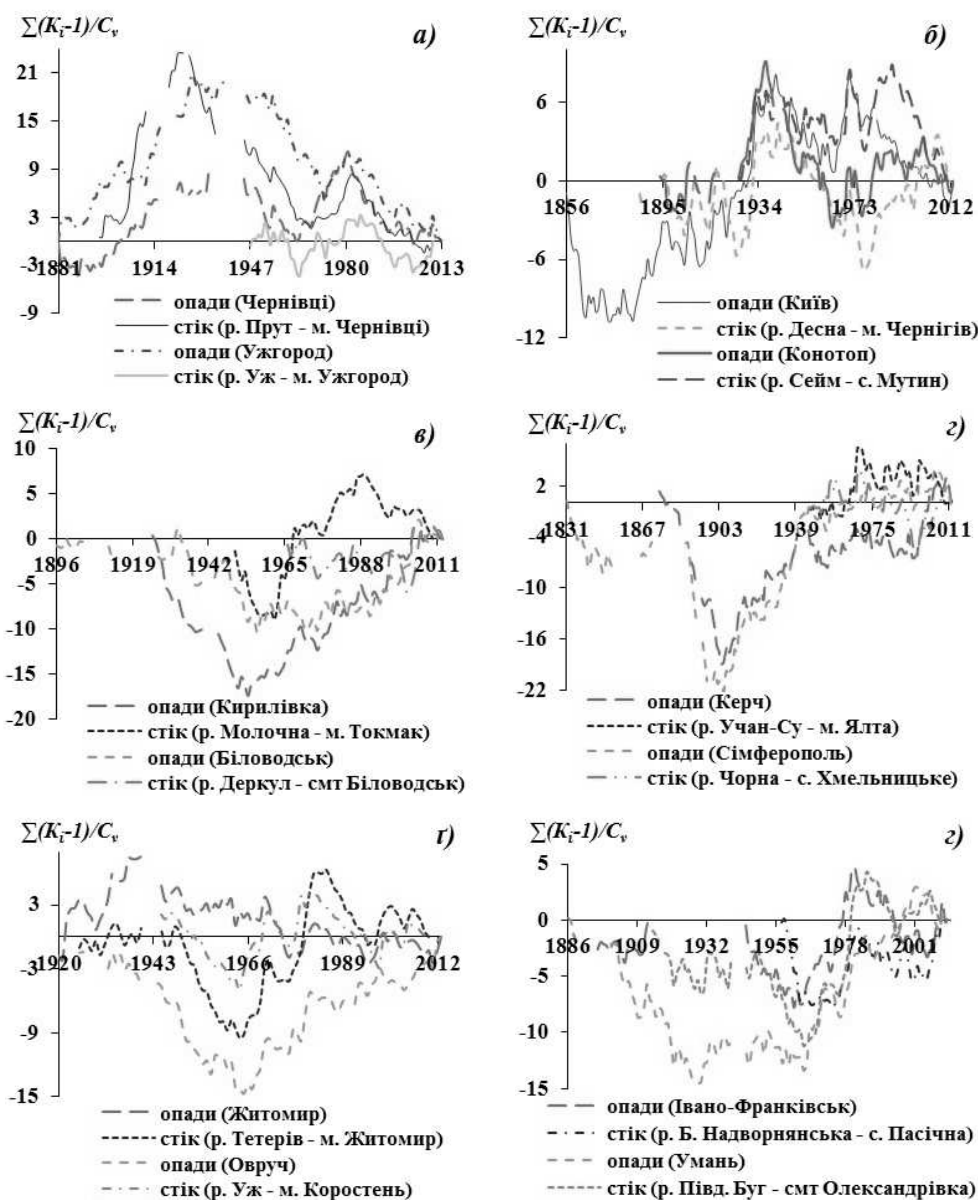 ∑(Kᵢ-1)/Cᵥ
а)
21
15
9
3
-3
-9
1881 1914 1947 1980 2013
опади (Чернівці)
стік (р. Прут - м. Чернівці)
опади (Ужгород)
стік (р. Уж - м. Ужгород)
∑(Kᵢ-1)/Cᵥ
б)
6
0
-6
-12
1856 1895 1934 1973 2012
опади (Київ)
стік (р. Десна - м. Чернігів)
опади (Конотоп)
стік (р. Сейм - с. Мутин)
∑(Kᵢ-1)/Cᵥ
в)
10
5
0
-5
-10
-15
-20
1896 1919 1942 1965 1988 2011
опади (Кирилівка)
стік (р. Молочна - м. Токмак)
опади (Біловодськ)
стік (р. Деркул - смт Біловодськ)
∑(Kᵢ-1)/Cᵥ
г)
2
-4
-10
-16
-22
1831 1867 1903 1939 1975 2011
опади (Керч)
стік (р. Учан-Су - м. Ялта)
опади (Сімферополь)
стік (р. Чорна - с. Хмельницьке)
∑(Kᵢ-1)/Cᵥ
ґ)
3
-3
-9
-15
1920 1943 1966 1989 2012
опади (Житомир)
стік (р. Тетерів - м. Житомир)
опади (Овруч)
стік (р. Уж - м. Коростень)
∑(Kᵢ-1)/Cᵥ
г)
5
0
-5
-10
-15
1886 1909 1932 1955 1978 2001
опади (Івано-Франківськ)
стік (р. Б. Надворнянська - с. Пасічна)
опади (Умань)
стік (р. Півд. Буг - смт Олександрівка)